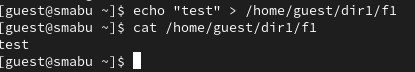 [guest@smabu ~]$ echo "test" > /home/guest/dir1/f1
[guest@smabu ~]$ cat /home/guest/dir1/f1
test
[guest@smabu ~]$